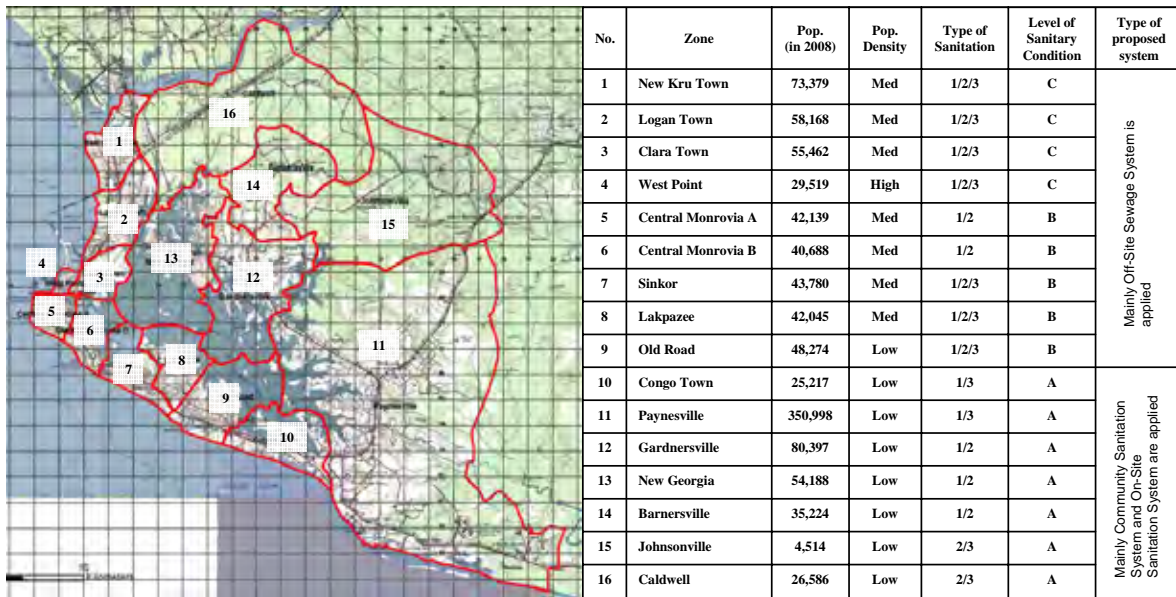 No.
Zone
Pop.
(in 2008)
Pop.
Density
Type of
Sanitation
Level of
Sanitary
Condition
Type of
proposed
system
1 New Kru Town 73,379 Med 1/2/3 C
2 Logan Town 58,168 Med 1/2/3 C
3 Clara Town 55,462 Med 1/2/3 C
4 West Point 29,519 High 1/2/3 C
5 Central Monrovia A 42,139 Med 1/2 B
6 Central Monrovia B 40,688 Med 1/2 B
7 Sinkor 43,780 Med 1/2/3 B
8 Lakpazee 42,045 Med 1/2/3 B
9 Old Road 48,274 Low 1/2/3 B
Mainly Off-Site Sewage System is
applied
10 Congo Town 25,217 Low 1/3 A
11 Paynesville 350,998 Low 1/3 A
12 Gardnersville 80,397 Low 1/2 A
13 New Georgia 54,188 Low 1/2 A
14 Barnersville 35,224 Low 1/2 A
15 Johnsonville 4,514 Low 2/3 A
16 Caldwell 26,586 Low 2/3 A
Mainly Community Sanitation
System and On-Site
Sanitation System are applied
16
1
14
2
15
13
4
3
12
5
6
11
8
7
9
Paynesville
10